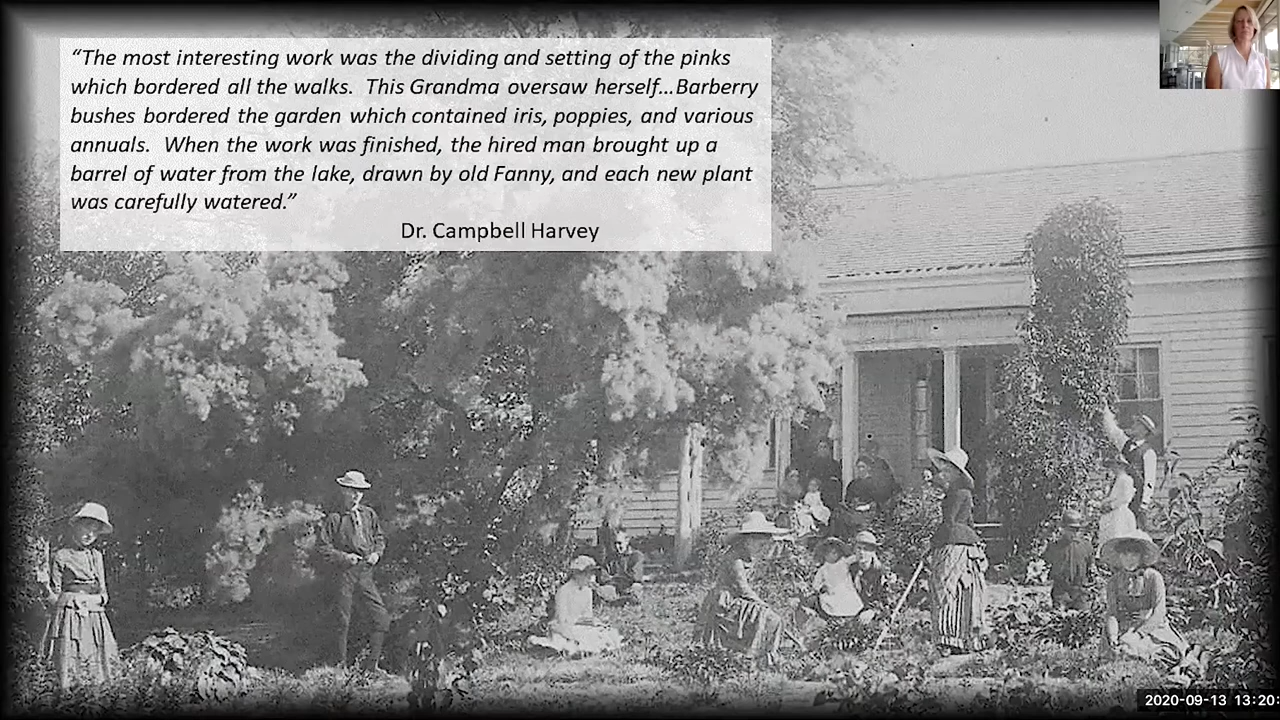 “The most interesting work was the dividing and setting of the pinks
which bordered all the walks.  This Grandma oversaw herself…Barberry
bushes bordered the garden which contained iris, poppies, and various
annuals.  When the work was finished, the hired man brought up a
barrel of water from the lake, drawn by old Fanny, and each new plant
was carefully watered.”
Dr. Campbell Harvey
2020-09-13 13:20: